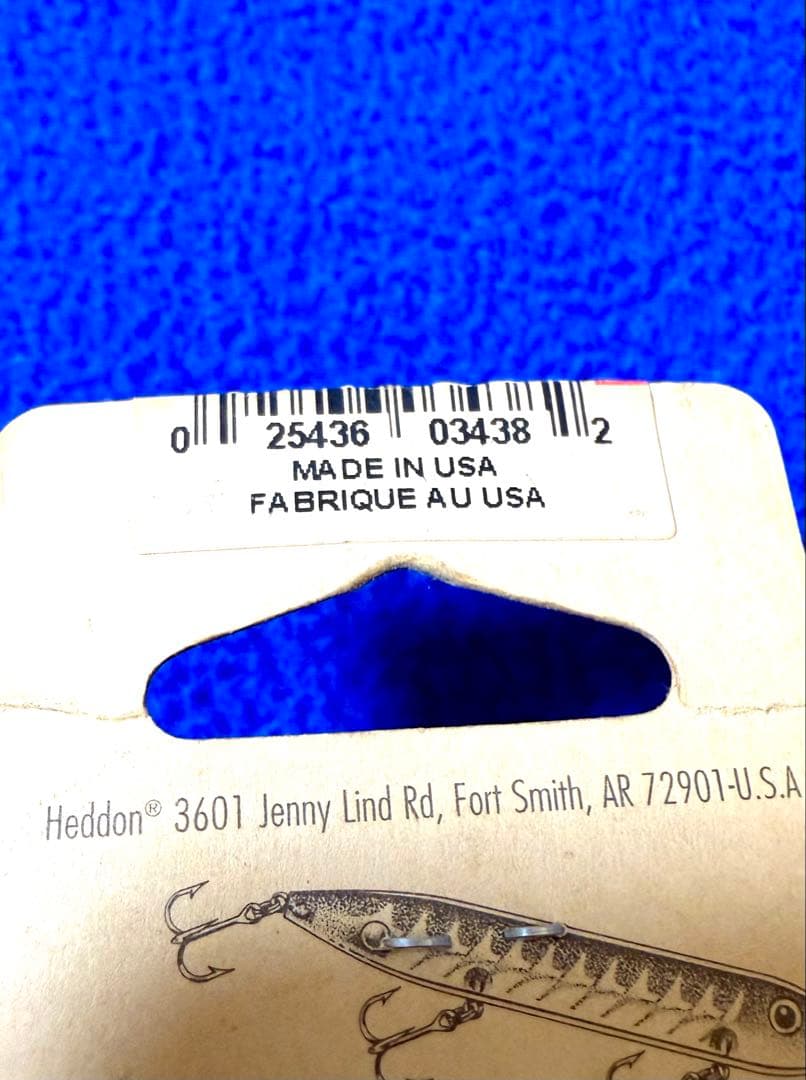 0 25436 03438 2
MADE IN USA
FABRIQUE AU USA
Heddon® 3601 Jenny Lind Rd, Fort Smith, AR 72901-U.S.A